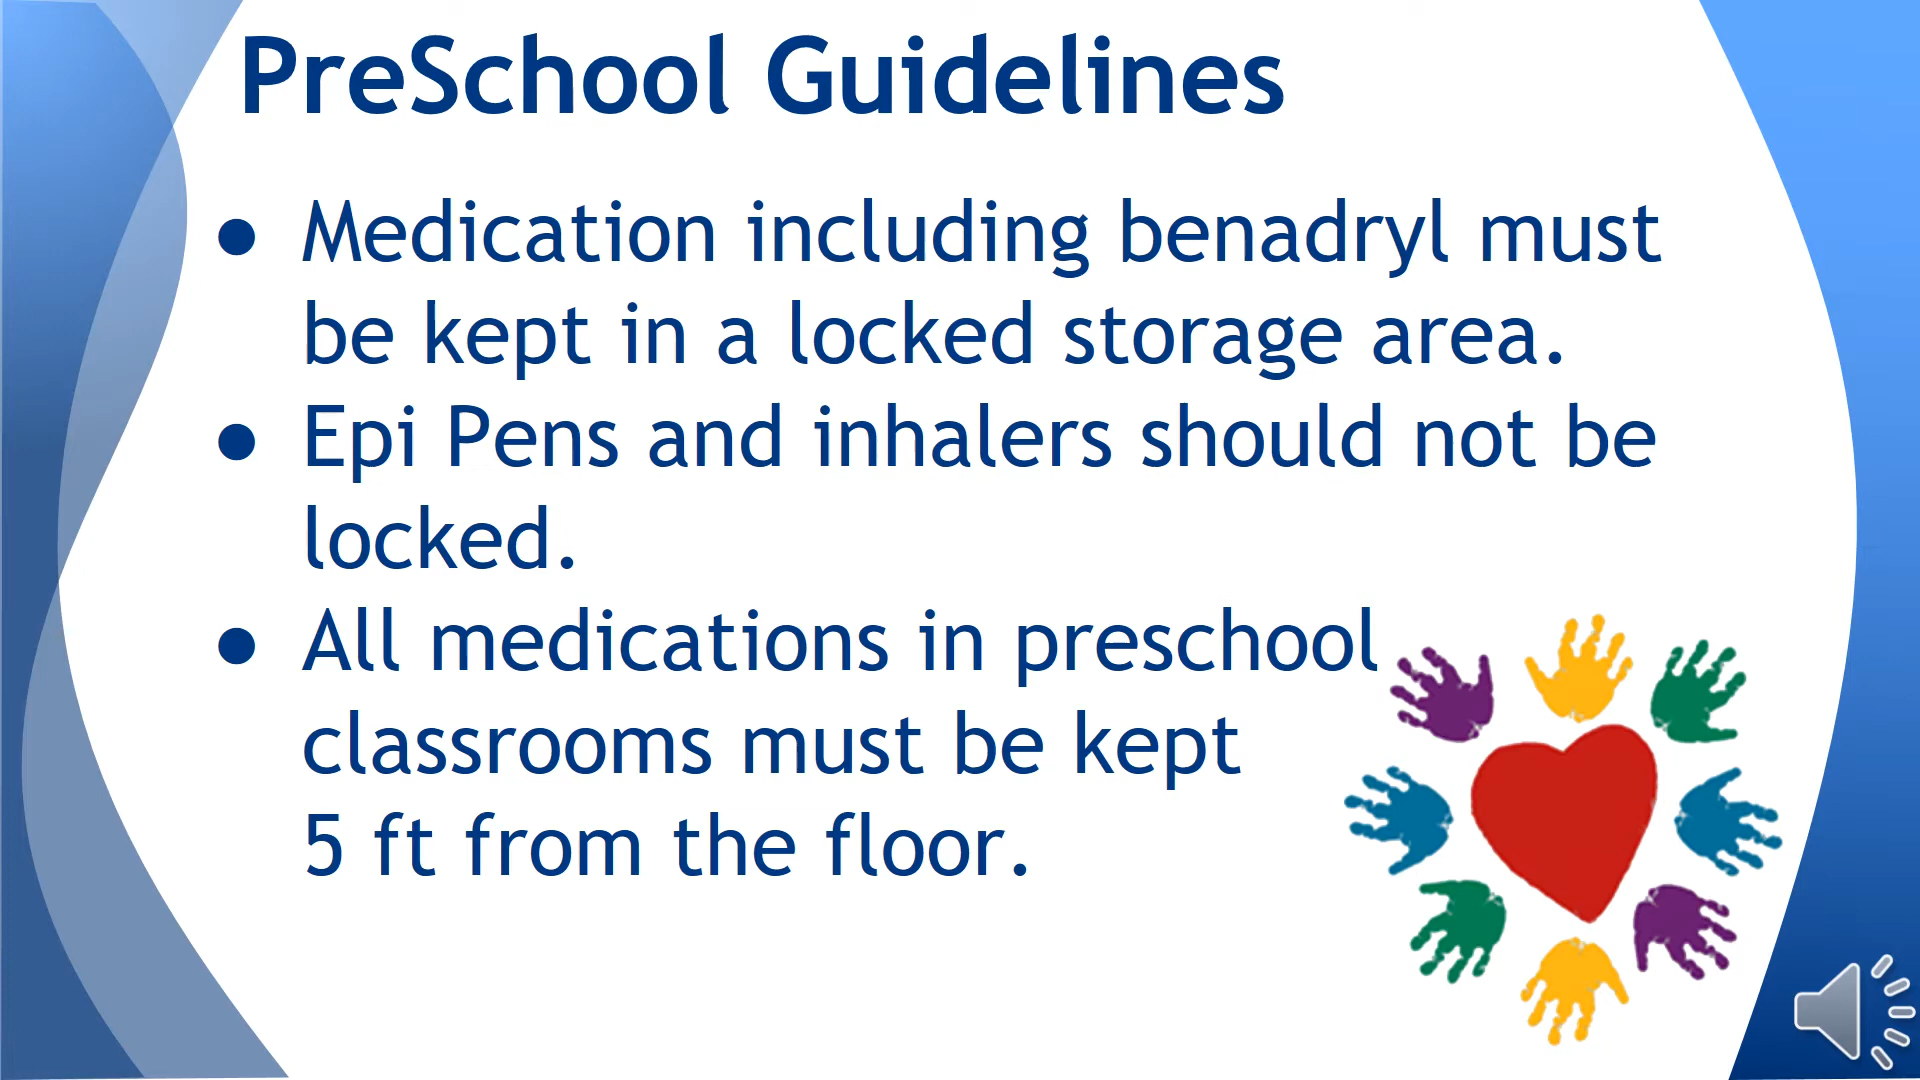 PreSchool Guidelines
● Medication including benadryl must
be kept in a locked storage area.
● Epi Pens and inhalers should not be
locked.
● All medications in preschool
classrooms must be kept
5 ft from the floor.